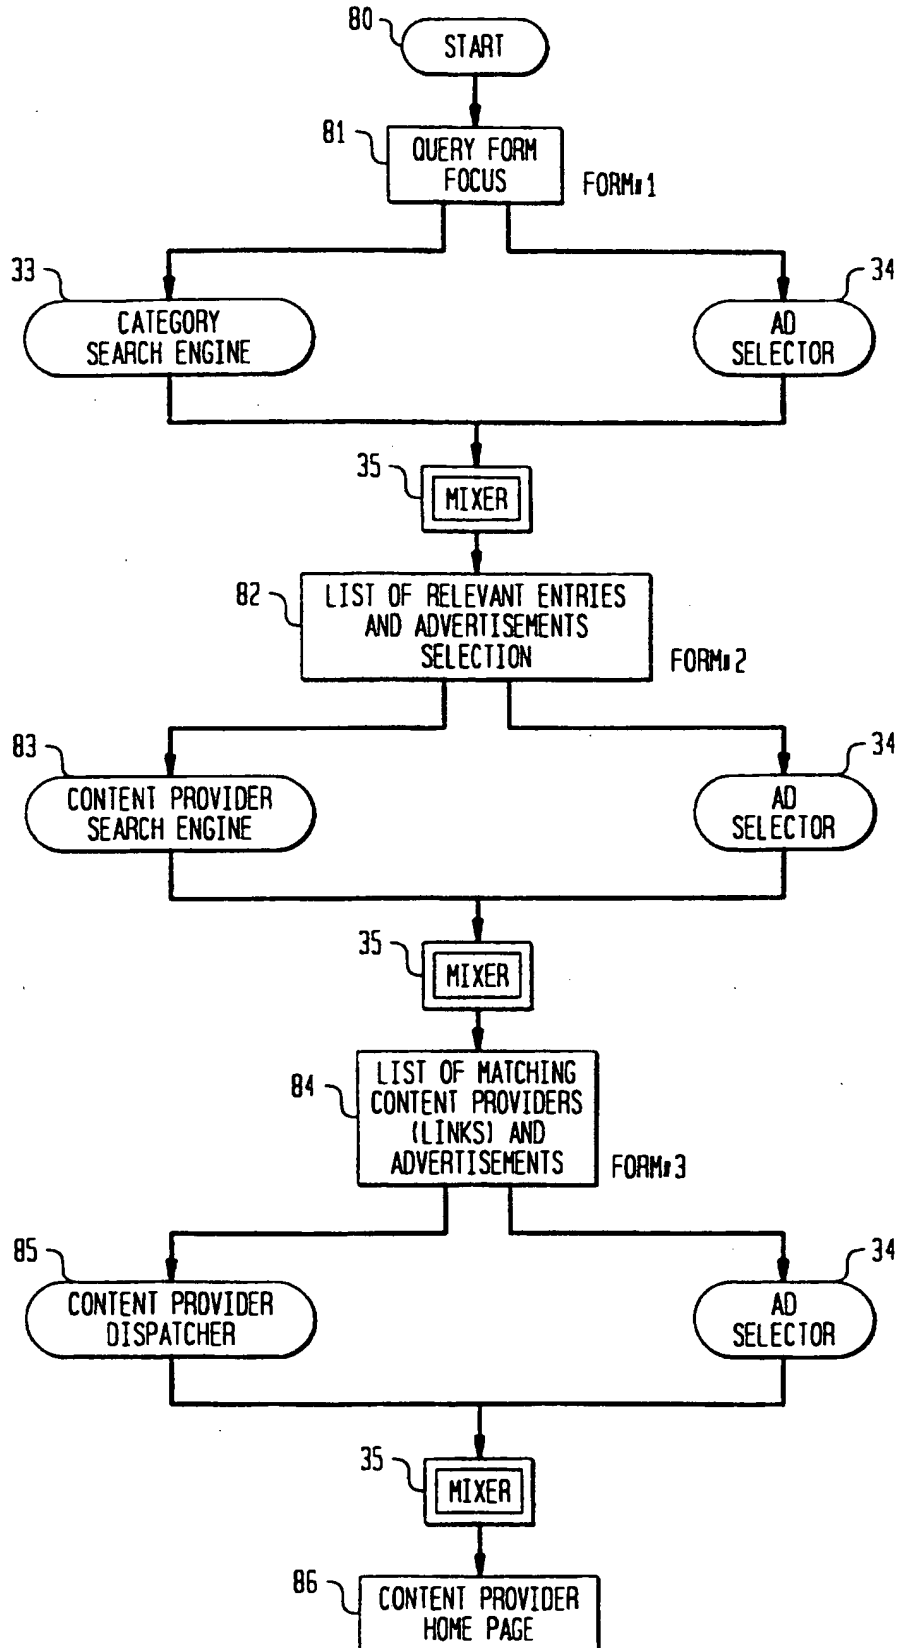 80
START
81
QUERY FORM
FOCUS
FORM#1
33
CATEGORY
SEARCH ENGINE
34
AD
SELECTOR
35
MIXER
82
LIST OF RELEVANT ENTRIES
AND ADVERTISEMENTS
SELECTION
FORM#2
83
CONTENT PROVIDER
SEARCH ENGINE
34
AD
SELECTOR
35
MIXER
84
LIST OF MATCHING
CONTENT PROVIDERS
(LINKS) AND
ADVERTISEMENTS
FORM#3
85
CONTENT PROVIDER
DISPATCHER
34
AD
SELECTOR
35
MIXER
86
CONTENT PROVIDER
HOME PAGE